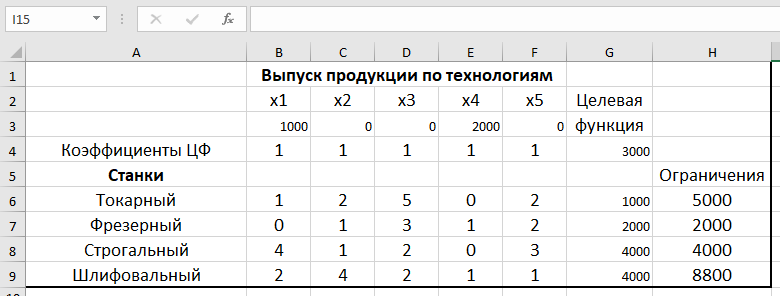 I15 fx
A B C D E F G H
1 Выпуск продукции по технологиям
2 x1 x2 x3 x4 x5 Целевая
3 1000 0 0 2000 0 функция
4 Коэффициенты ЦФ 1 1 1 1 1 3000
5 Станки Ограничения
6 Токарный 1 2 5 0 2 1000 5000
7 Фрезерный 0 1 3 1 2 2000 2000
8 Строгальный 4 1 2 0 3 4000 4000
9 Шлифовальный 2 4 2 1 1 4000 8800